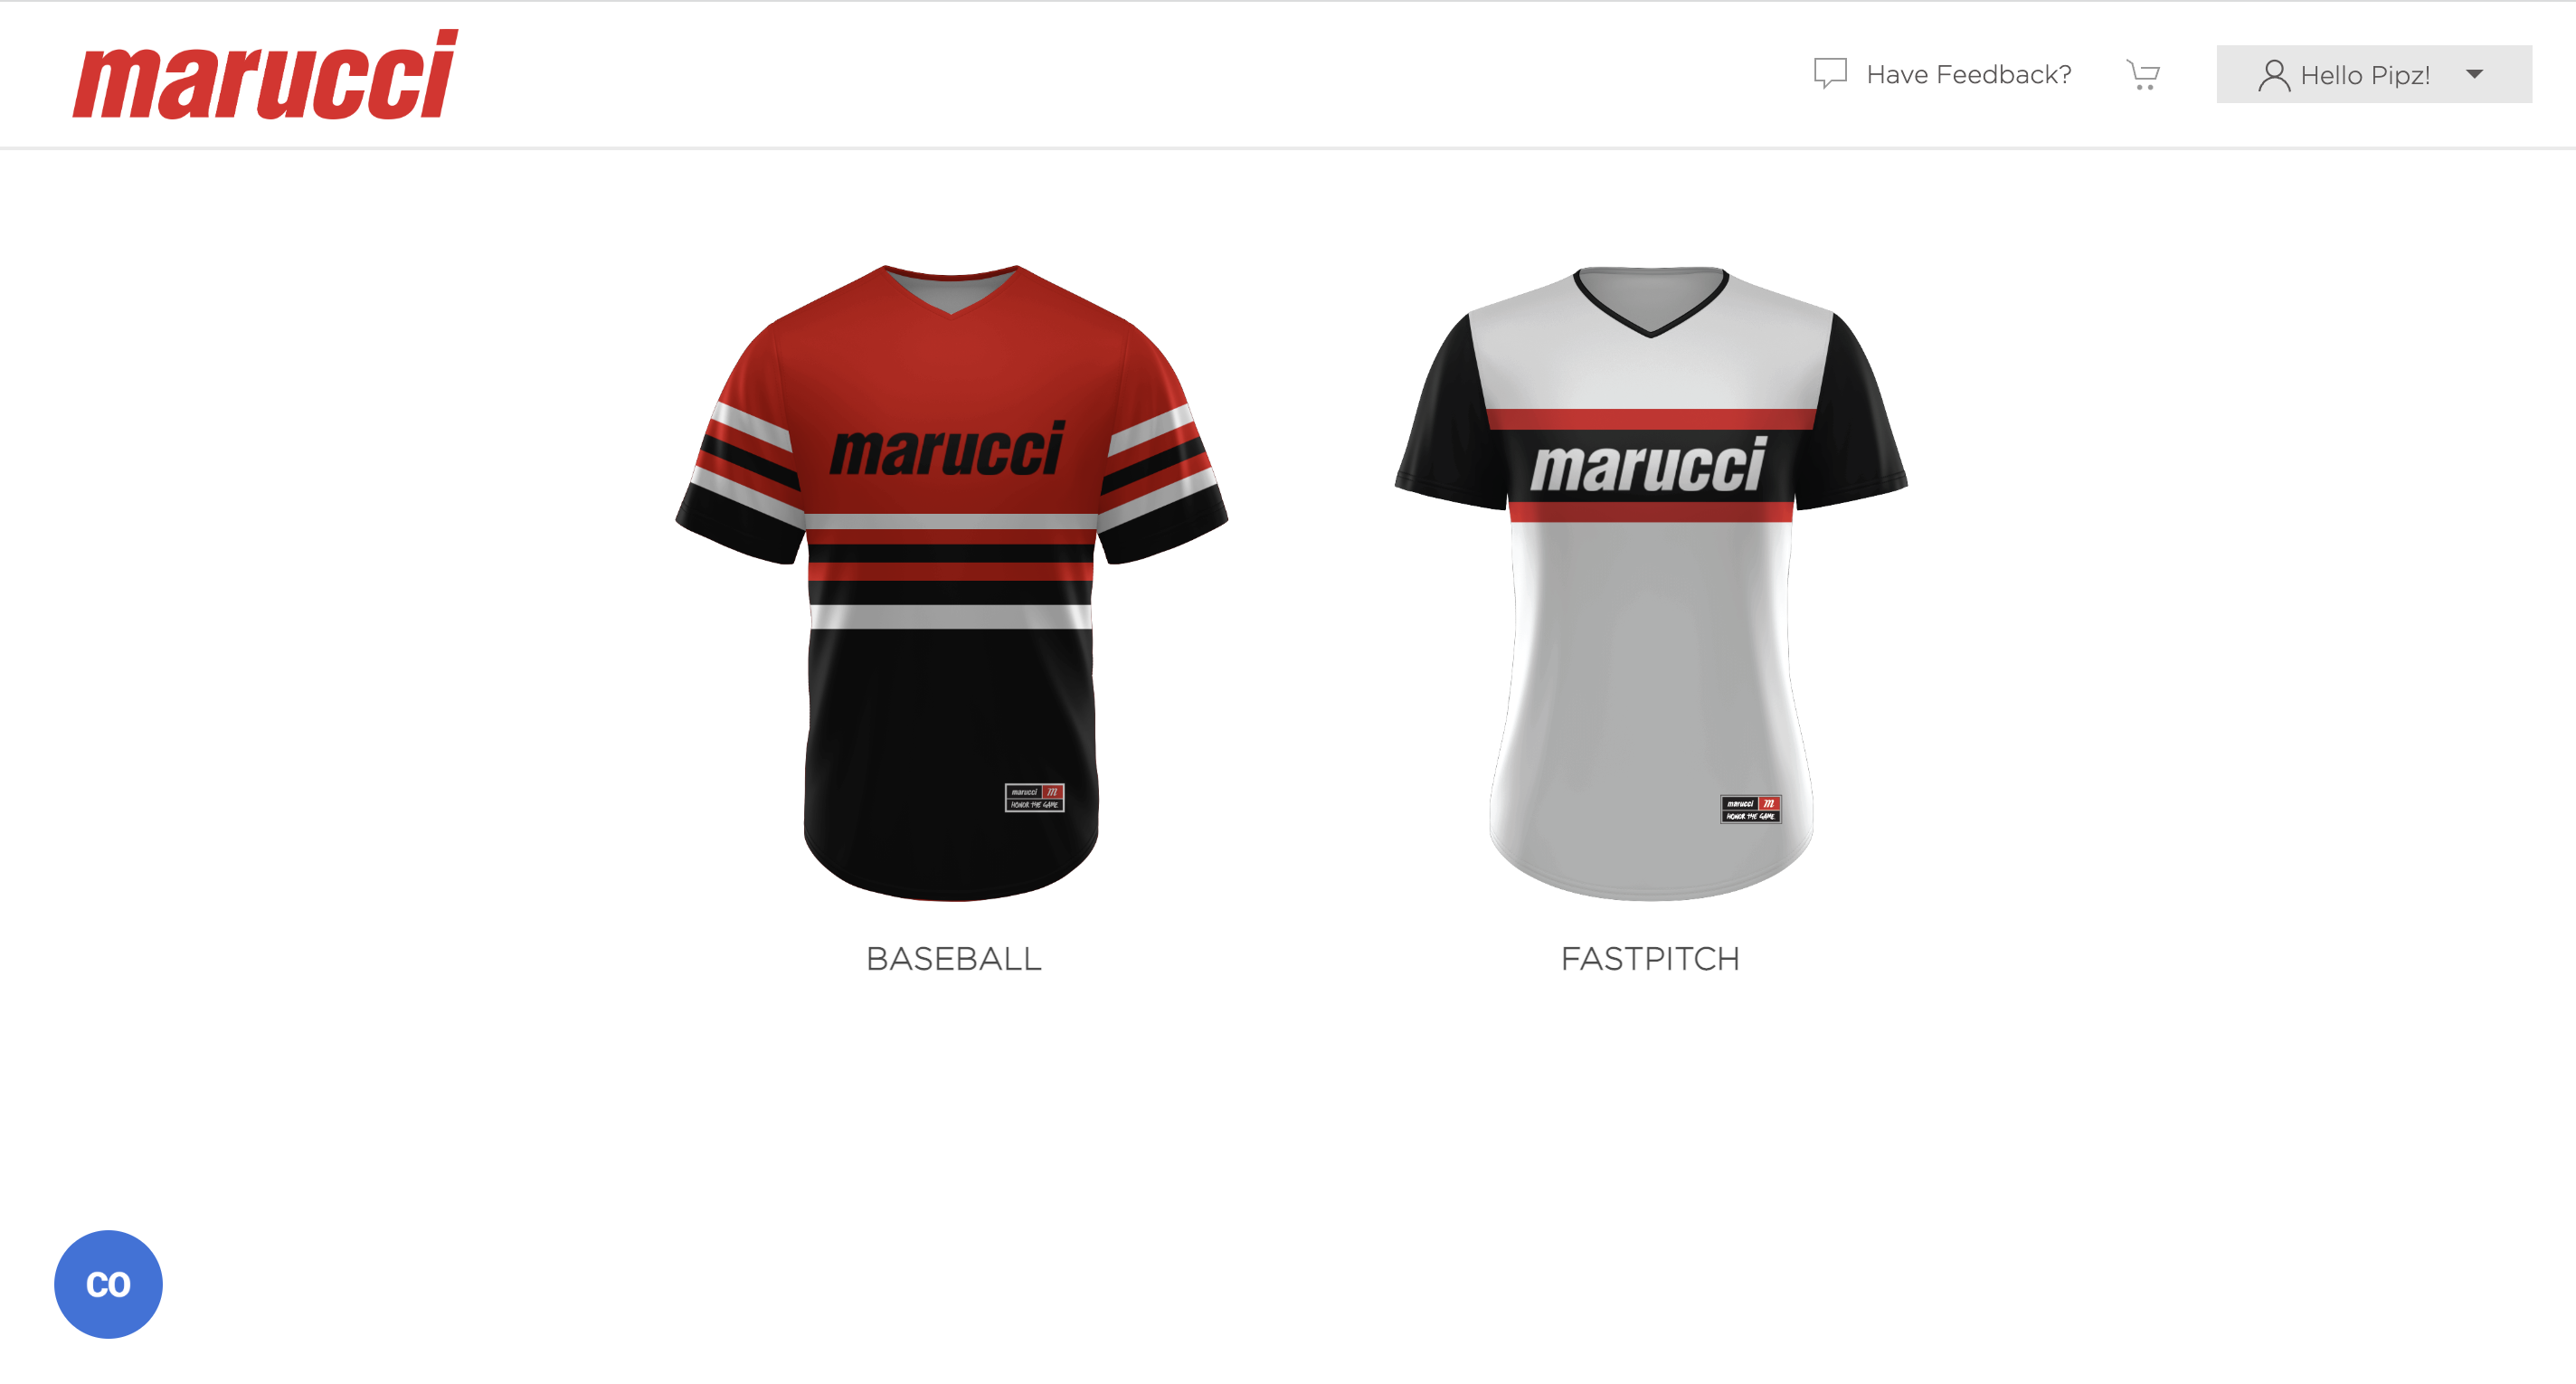 marucci
Have Feedback?
Hello Pipz!
marucci
marucci
marucci m
HONOR THE GAME
marucci m
HONOR THE GAME
BASEBALL
FASTPITCH
CO